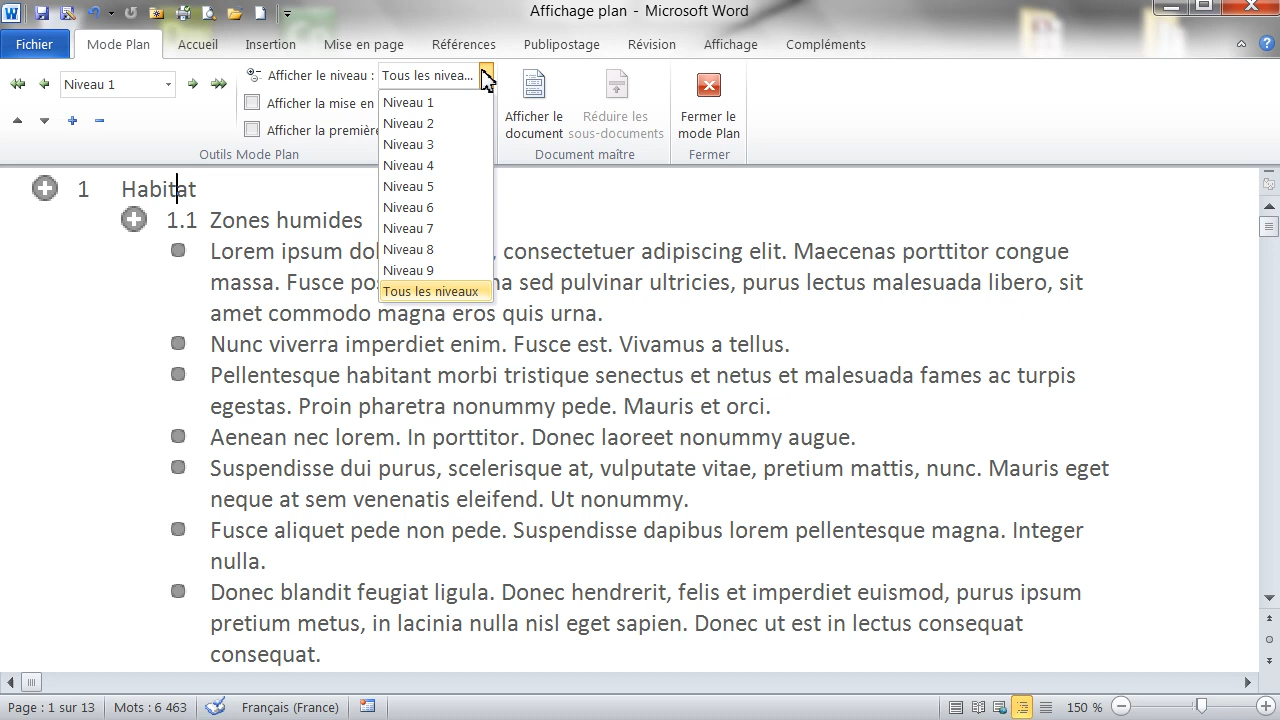 Affichage plan - Microsoft Word
Fichier Mode Plan Accueil Insertion Mise en page Références Publipostage Révision Affichage Compléments
Niveau 1
Afficher le niveau : Tous les nivea...
Afficher la mise en
Afficher la première
Outils Mode Plan
Niveau 1
Niveau 2
Niveau 3
Niveau 4
Niveau 5
Niveau 6
Niveau 7
Niveau 8
Niveau 9
Tous les niveaux
Afficher le document
Réduire les sous-documents
Document maître
Fermer le mode Plan
Fermer
1 Habitat
1.1 Zones humides
Lorem ipsum dol , consectetuer adipiscing elit. Maecenas porttitor congue
massa. Fusce pos na sed pulvinar ultricies, purus lectus malesuada libero, sit
amet commodo magna eros quis urna.
Nunc viverra imperdiet enim. Fusce est. Vivamus a tellus.
Pellentesque habitant morbi tristique senectus et netus et malesuada fames ac turpis
egestas. Proin pharetra nonummy pede. Mauris et orci.
Aenean nec lorem. In porttitor. Donec laoreet nonummy augue.
Suspendisse dui purus, scelerisque at, vulputate vitae, pretium mattis, nunc. Mauris eget
neque at sem venenatis eleifend. Ut nonummy.
Fusce aliquet pede non pede. Suspendisse dapibus lorem pellentesque magna. Integer
nulla.
Donec blandit feugiat ligula. Donec hendrerit, felis et imperdiet euismod, purus ipsum
pretium metus, in lacinia nulla nisl eget sapien. Donec ut est in lectus consequat
consequat.
Page : 1 sur 13 Mots : 6 463 Français (France) 150 %